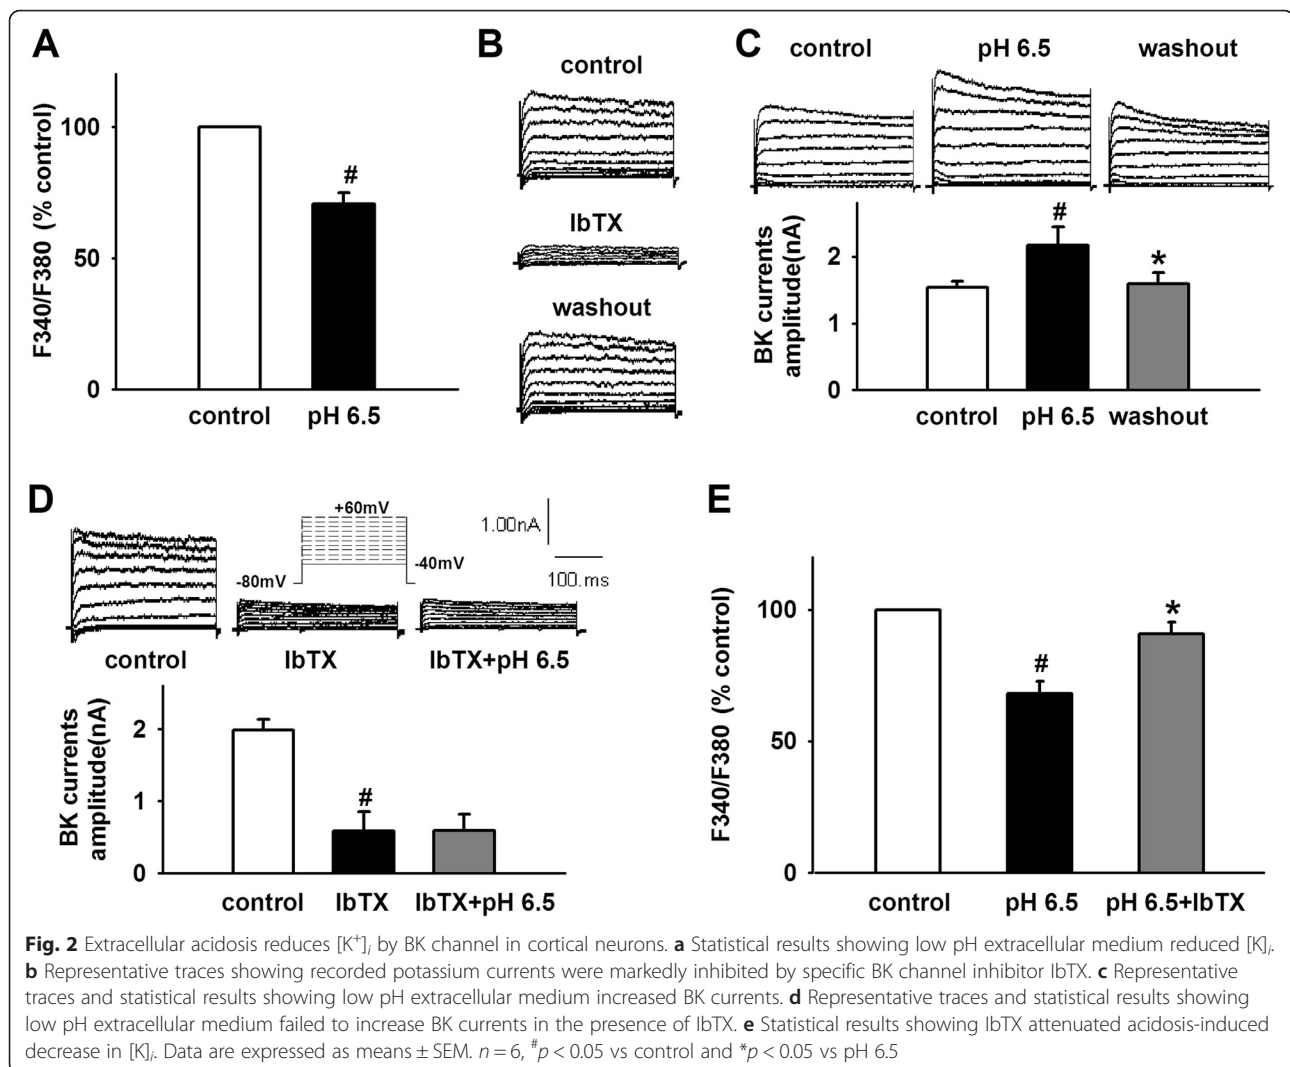 A
F340/F380 (% control)
100
50
0
#
control
pH 6.5
B
control
IbTX
washout
C
control
pH 6.5
washout
BK currents
amplitude(nA)
2
1
0
#
*
control
pH 6.5
washout
D
+60mV
-80mV
-40mV
1.00nA
100.ms
control
IbTX
IbTX+pH 6.5
BK currents
amplitude(nA)
2
1
0
#
control
IbTX
IbTX+pH 6.5
E
F340/F380 (% control)
100
50
0
#
*
control
pH 6.5
pH 6.5+IbTX
Fig. 2 Extracellular acidosis reduces [K⁺]ᵢ by BK channel in cortical neurons. a Statistical results showing low pH extracellular medium reduced [K]ᵢ.
b Representative traces showing recorded potassium currents were markedly inhibited by specific BK channel inhibitor IbTX. c Representative
traces and statistical results showing low pH extracellular medium increased BK currents. d Representative traces and statistical results showing
low pH extracellular medium failed to increase BK currents in the presence of IbTX. e Statistical results showing IbTX attenuated acidosis-induced
decrease in [K]ᵢ. Data are expressed as means ± SEM. n = 6, #p < 0.05 vs control and *p < 0.05 vs pH 6.5